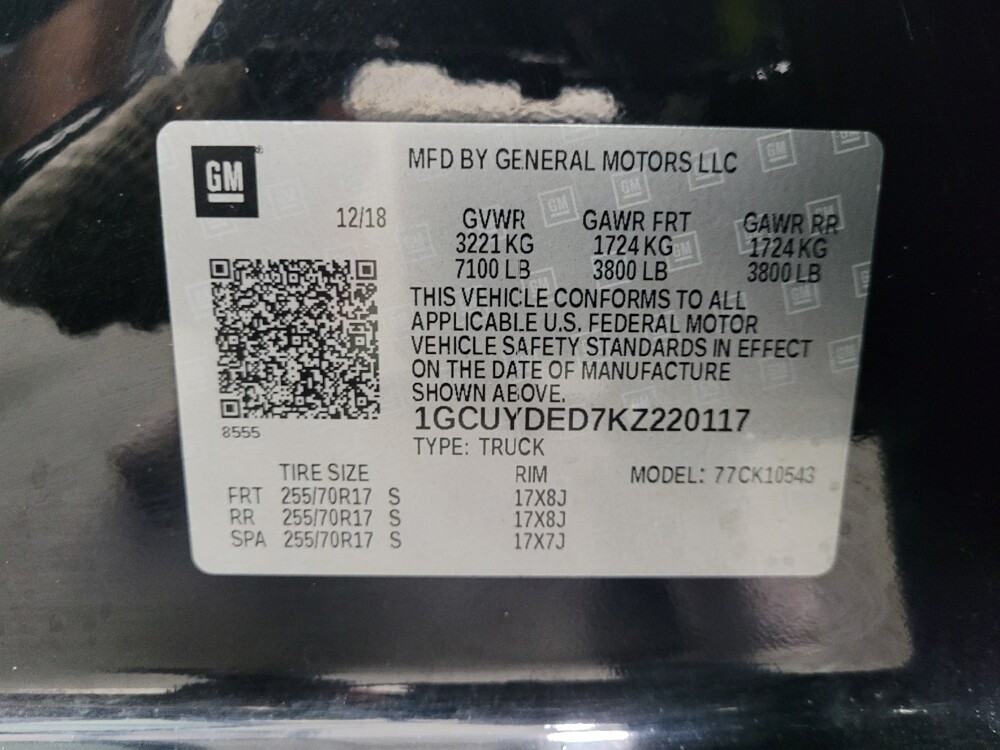 GM
MFD BY GENERAL MOTORS LLC
12/18
GVWR GAWR FRT GAWR RR
3221 KG 1724 KG 1724 KG
7100 LB 3800 LB 3800 LB
THIS VEHICLE CONFORMS TO ALL
APPLICABLE U.S. FEDERAL MOTOR
VEHICLE SAFETY STANDARDS IN EFFECT
ON THE DATE OF MANUFACTURE
SHOWN ABOVE.
8555
1GCUYDED7KZ220117
TYPE: TRUCK
TIRE SIZE RIM MODEL: 77CK10543
FRT 255/70R17 S 17X8J
RR 255/70R17 S 17X8J
SPA 255/70R17 S 17X7J